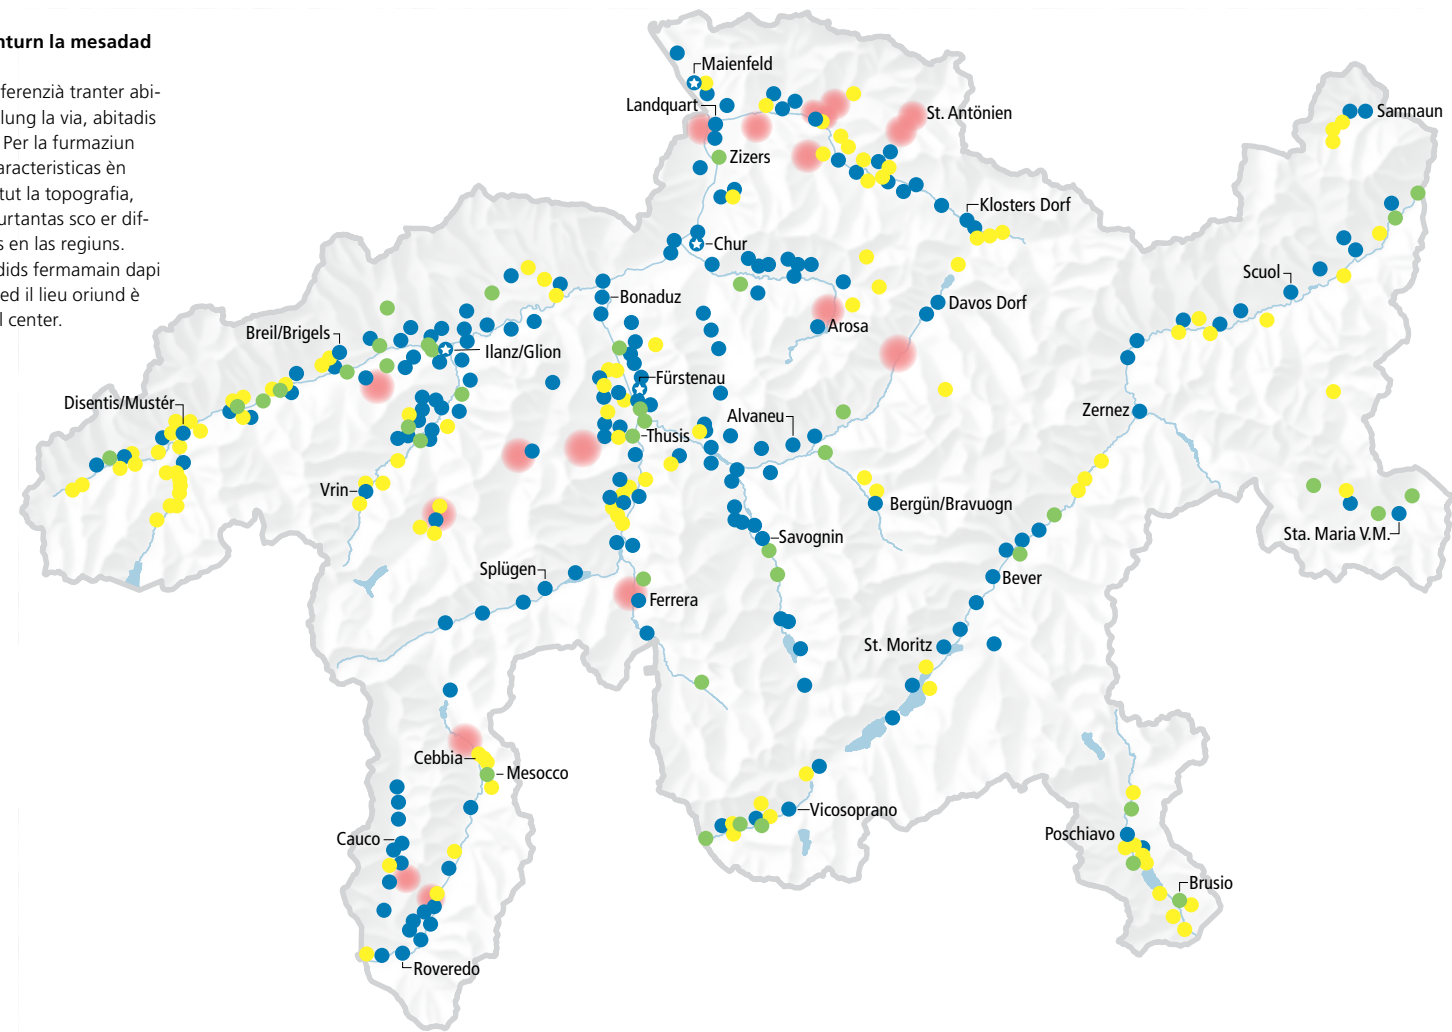 nturn la mesadad
ferenzià tranter abi-
lung la via, abitadis
Per la furmaziun
aracteristicas èn
tut la topografia,
urtantas sco er dif-
s en las regiuns.
dids fermamain dapi
ed il lieu oriund è
l center.
Maienfeld
Landquart
St. Antönien
Samnaun
Zizers
Klosters Dorf
Chur
Scuol
Bonaduz
Davos Dorf
Breil/Brigels
Arosa
Ilanz/Glion
Fürstenau
Disentis/Mustér
Alvaneu
Zernez
Thusis
Vrin
Bergün/Bravuogn
Savognin
Sta. Maria V.M.
Splügen
Bever
Ferrera
St. Moritz
Cebbia
Mesocco
Vicosoprano
Cauco
Poschiavo
Brusio
Roveredo